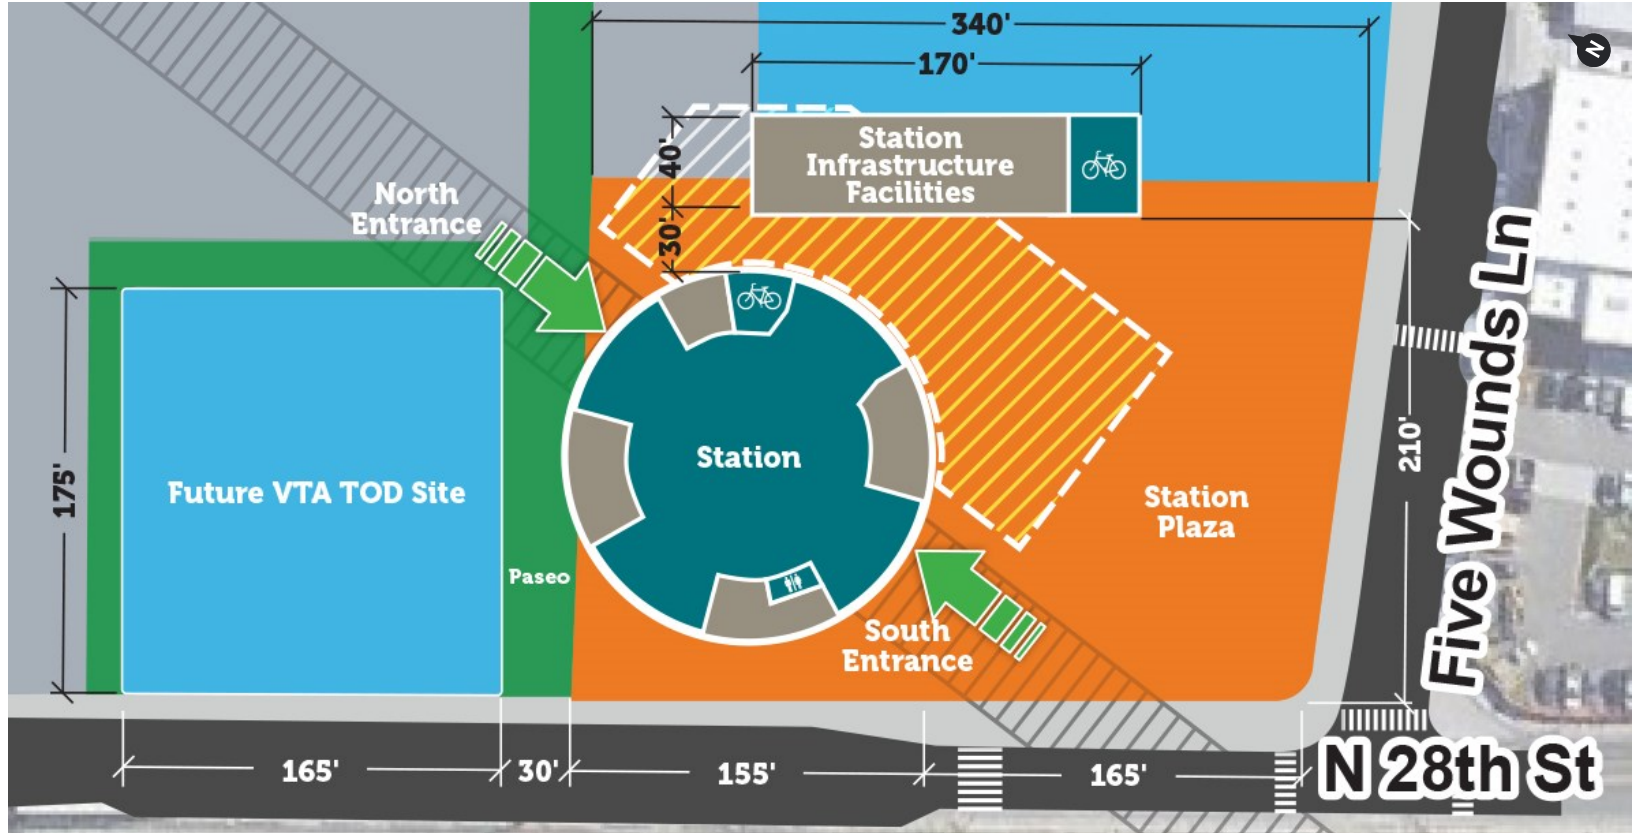 340'
170'
N
Station
Infrastructure
Facilities
40'
30'
North
Entrance
175'
Future VTA TOD Site
Station
Station
Plaza
210'
Five Wounds Ln
Paseo
South
Entrance
165'
30'
155'
165'
N 28th St